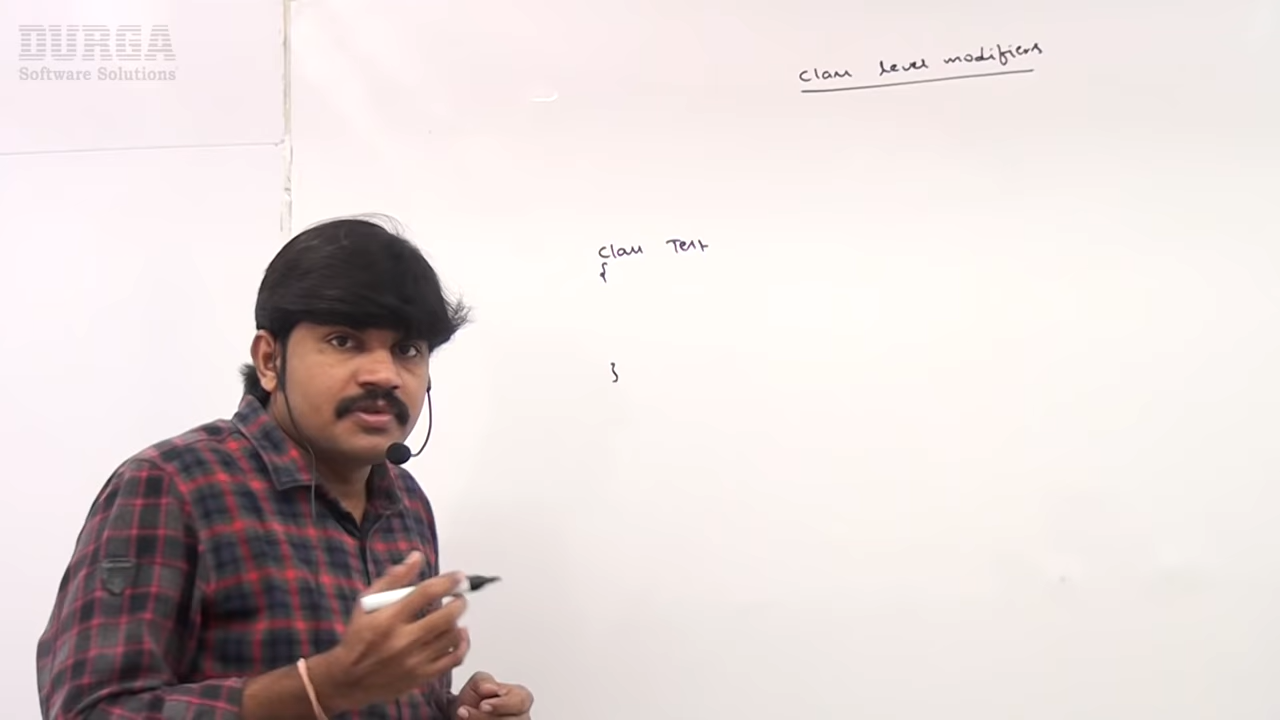 DURGA
Software Solutions
Class level modifiers
Class Test
{
}